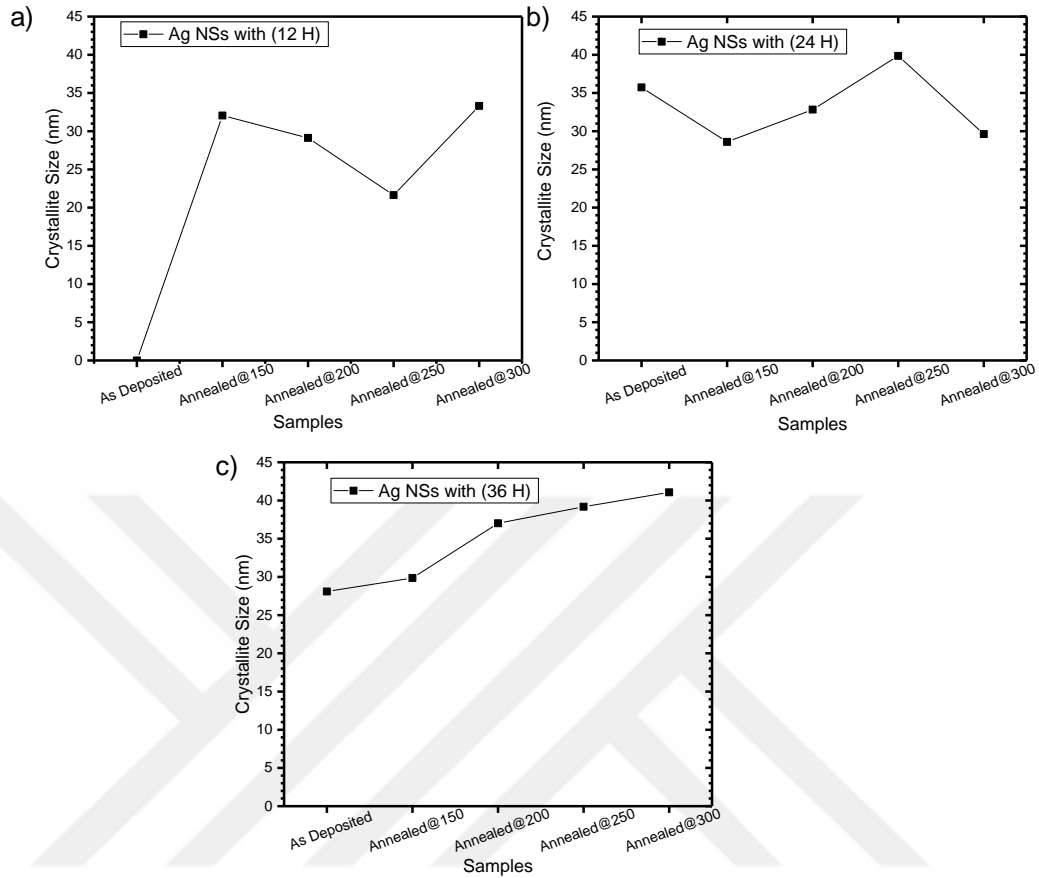 a)
Ag NSs with (12 H)
Crystallite Size (nm)
45
40
35
30
25
20
15
10
5
0
As Deposited
Annealed@150
Annealed@200
Annealed@250
Annealed@300
Samples
b)
Ag NSs with (24 H)
Crystallite Size (nm)
45
40
35
30
25
20
15
10
5
0
As Deposited
Annealed@150
Annealed@200
Annealed@250
Annealed@300
Samples
c)
Ag NSs with (36 H)
Crystallite Size (nm)
45
40
35
30
25
20
15
10
5
0
As Deposited
Annealed@150
Annealed@200
Annealed@250
Annealed@300
Samples